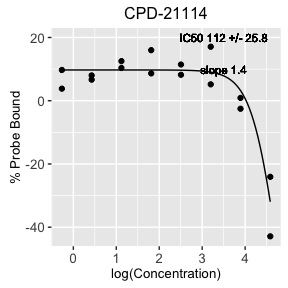 CPD-21114
IC50 112 +/- 25.8
slope 1.4
20
0
-20
-40
% Probe Bound
0
1
2
3
4
log(Concentration)